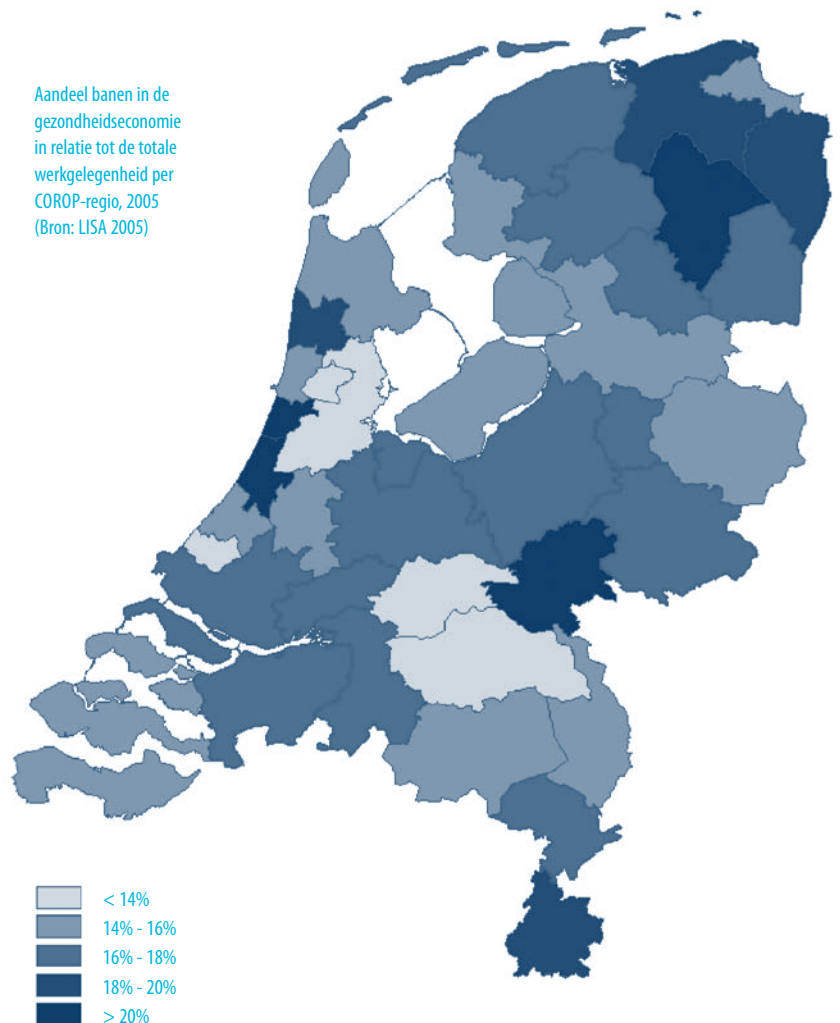 Aandeel banen in de
gezondheidseconomie
in relatie tot de totale
werkgelegenheid per
COROP-regio, 2005
(Bron: LISA 2005)
< 14%
14% - 16%
16% - 18%
18% - 20%
> 20%